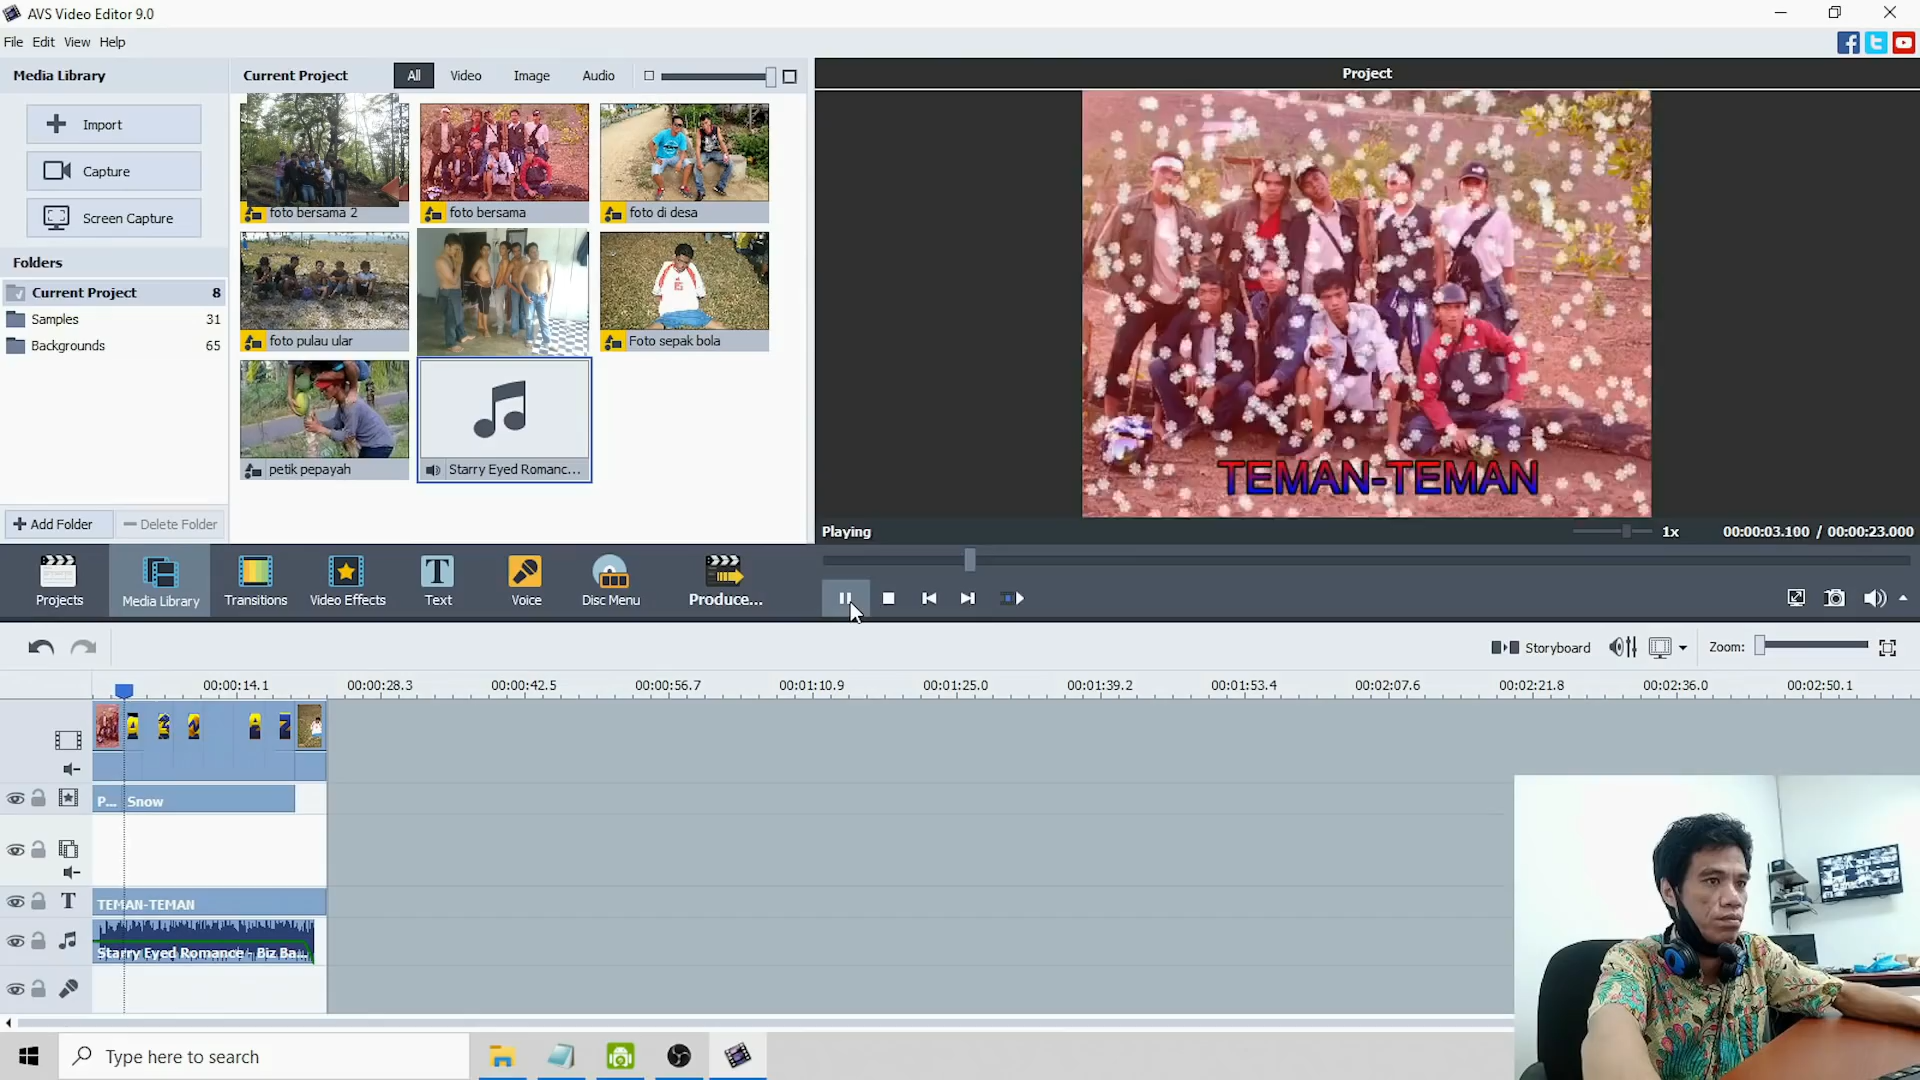 AVS Video Editor 9.0
File Edit View Help
Media Library
Import
Capture
Screen Capture
Folders
Current Project 8
Samples 31
Backgrounds 65
Add Folder Delete Folder
Current Project All Video Image Audio
foto bersama 2 foto bersama foto di desa
foto pulau ular Foto sepak bola
petik pepayah Starry Eyed Romanc...
Project
TEMAN-TEMAN
Playing 1x 00:00:03.100 / 00:00:23.000
Projects Media Library Transitions Video Effects Text Voice Disc Menu Produce...
Storyboard Zoom:
00:00:14.1 00:00:28.3 00:00:42.5 00:00:56.7 00:01:10.9 00:01:25.0 00:01:39.2 00:01:53.4 00:02:07.6 00:02:21.8 00:02:36.0 00:02:50.1
P... Snow
TEMAN-TEMAN
Starry Eyed Romance - Biz Ba...
Type here to search